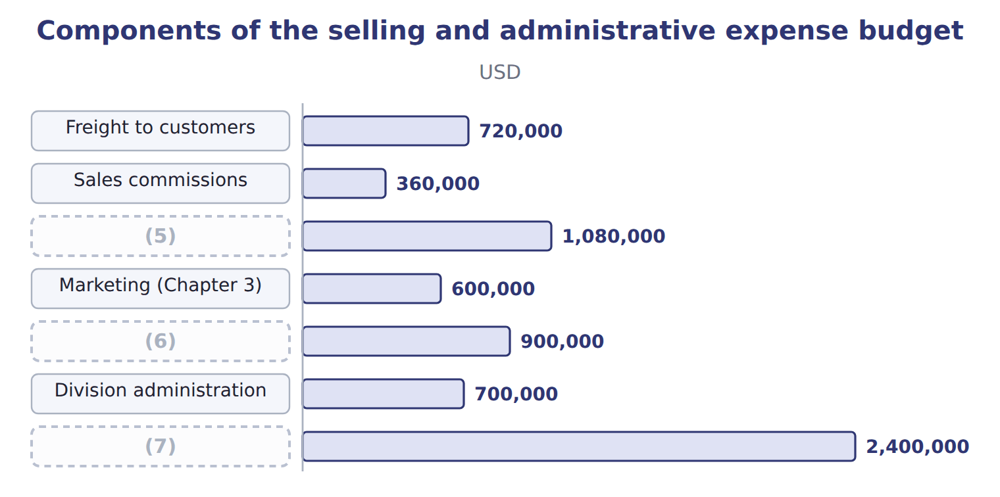 Components of the selling and administrative expense budget
USD
Freight to customers 720,000
Sales commissions 360,000
(5) 1,080,000
Marketing (Chapter 3) 600,000
(6) 900,000
Division administration 700,000
(7) 2,400,000